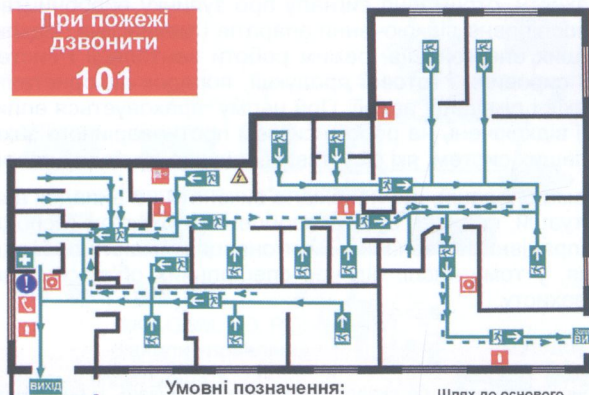 При пожежі
дзвонити
101
ВИХІД
Умовні позначення:
Шлях до основного